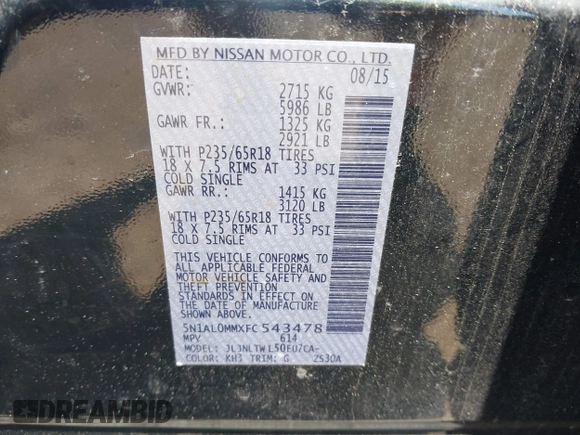 MFD BY NISSAN MOTOR CO., LTD.
DATE: 08/15
GVWR: 2715 KG
5986 LB
GAWR FR.: 1325 KG
2921 LB
WITH P235/65R18 TIRES
18 X 7.5 RIMS AT 33 PSI
COLD SINGLE
GAWR RR.: 1415 KG
3120 LB
WITH P235/65R18 TIRES
18 X 7.5 RIMS AT 33 PSI
COLD SINGLE
THIS VEHICLE CONFORMS TO
ALL APPLICABLE FEDERAL
MOTOR VEHICLE SAFETY AND
THEFT PREVENTION
STANDARDS IN EFFECT ON
THE DATE OF MANUFACTURE
SHOWN ABOVE.
5N1AL0MMXFC543478
MPV 614
MODEL: JLJNLTWL50EU7CA-
COLOR: KH3 TRIM: G ZS30A